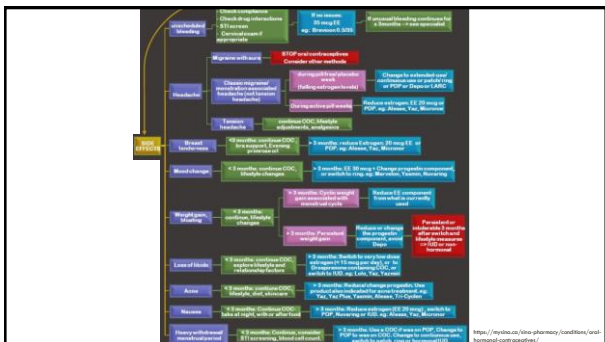 unscheduled bleeding
Check compliance
- Check drug interactions
- STI screen
- Cervical exam if appropriate
If no issues:
35 mcg EE
eg: Brevicon 0.5/35
If unusual bleeding continues for
≥ 3 months -> see specialist
Headache
Migraine with aura
STOP oral contraceptives
Consider other methods
Classic migraine/
menstruation associated
headache (not tension
headache)
during pill free/ placebo
week
(falling estrogen levels)
Change to extended use/
continuous use or switch/ ring
or POP or Depo or LARC
During active pill weeks
Reduce estrogen: EE 20 mcg or
POP. eg: Alesse, Yaz, Micronor
Tension
headache
continue COC, lifestyle
adjustments, analgesics
SIDE
EFFECTS
Breast
tenderness
<3 months: continue COC,
bra support, Evening
primrose oil
> 3 months: reduce Estrogen, 20 mcg EE or
POP. eg: Alesse, Yaz, Micronor
Mood change
< 3 months: continue COC,
lifestyle changes
> 3 months: EE 30 mcg + Change progestin component,
or switch to ring. eg: Marvelon, Yasmin, Nuvaring
Weight gain,
bloating
< 3 months:
continue, lifestyle
changes
> 3 months: Cyclic weight
gain associated with
menstrual cycle
Reduce EE component
from what is currently
used
> 3 months: Persistent
weight gain
Reduce or change
the progestin
component, avoid
Depo
Persistent or
intolerable 3 months
after switch and
lifestyle measures
=> IUD or non-
hormonal
Loss of libido
< 3 months: continue COC,
explore lifestyle and
relationship factors
> 3 months: Switch to very low dose
estrogen (< 15 mcg per day), or to
Drospirenone containing COC, or
switch to IUD. eg: Lolo, Yaz, Yasmin
Acne
< 3 months: continue COC,
lifestyle, diet, skincare
> 3 months: Reduce/change progestin: Use
product also indicated for acne treatment. eg:
Yaz, Yaz Plus, Yasmin, Alesse, Tri-Cyclen
Nausea
< 3 months: Continue COC
take at night, with or after food
> 3 months: Reduce estrogen (EE 20 mcg), switch to
POP, Nuvaring or IUD. eg: Alesse, Yaz, Micronor
Heavy withdrawal
menstrual period
< 3 months: Continue, consider
STI screening, blood cell count.
> 3 months: Use a COC if was on POP. Change to
POP if was on COC. Change to continuous use,
switch to ring or hormonal IUD
https://mysina.ca/sina-pharmacy/conditions/oral-
hormonal-contraceptives/